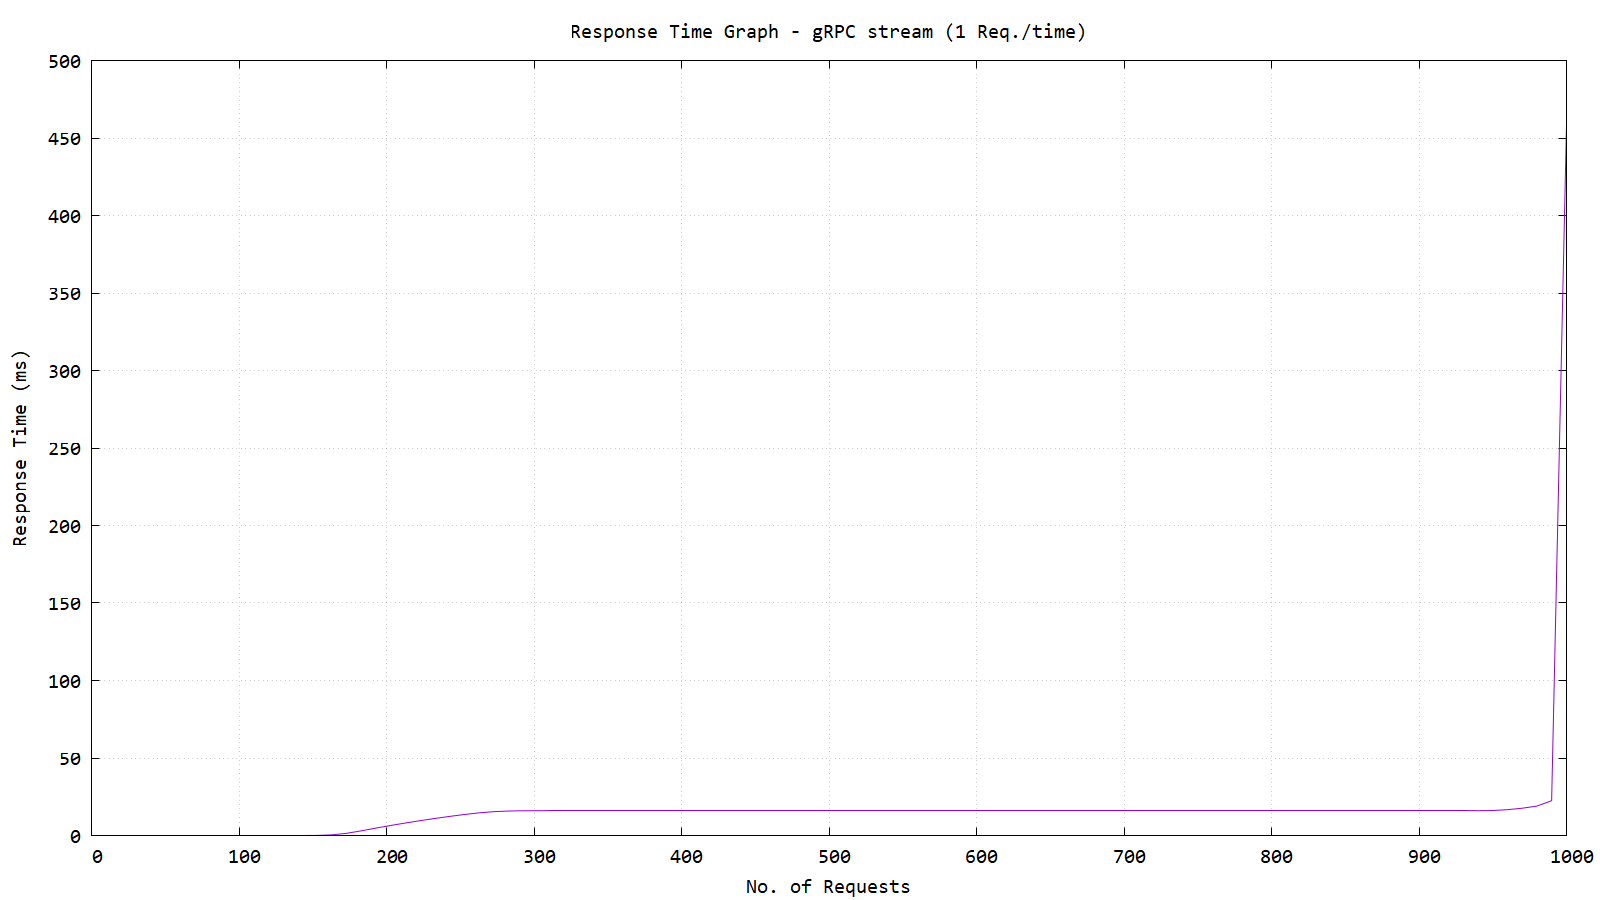 Response Time Graph - gRPC stream (1 Req./time)
500
450
400
350
300
250
200
150
100
50
0
Response Time (ms)
0 100 200 300 400 500 600 700 800 900 1000
No. of Requests